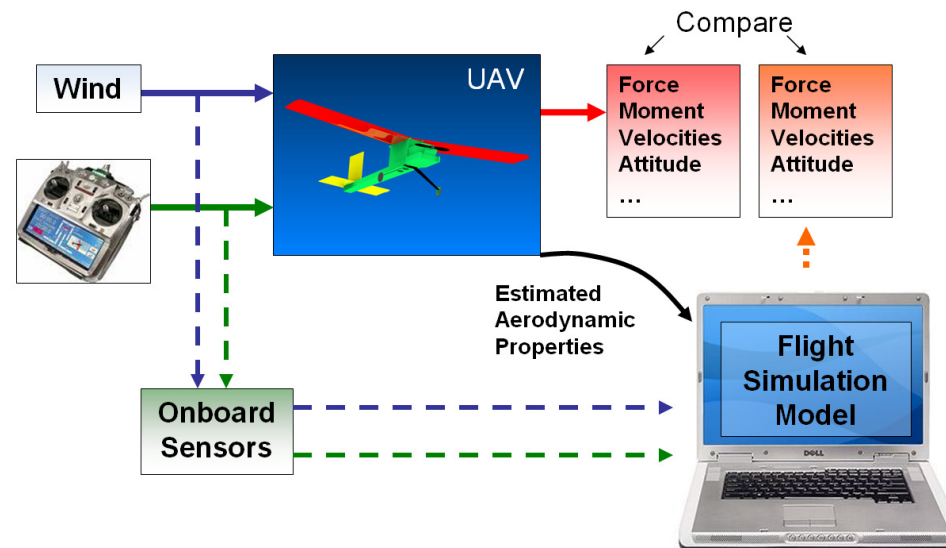 Compare
Wind
UAV
Force
Moment
Velocities
Attitude
...
Force
Moment
Velocities
Attitude
...
Estimated
Aerodynamic
Properties
Onboard
Sensors
Flight
Simulation
Model
DELL